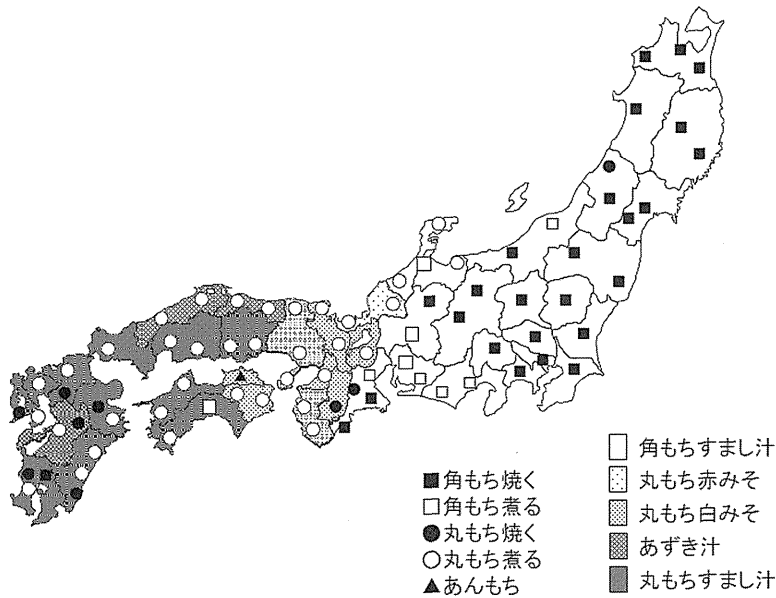 ■角もち焼く
□角もち煮る
●丸もち焼く
○丸もち煮る
▲あんもち
角もちすまし汁
丸もち赤みそ
丸もち白みそ
あずき汁
丸もちすまし汁